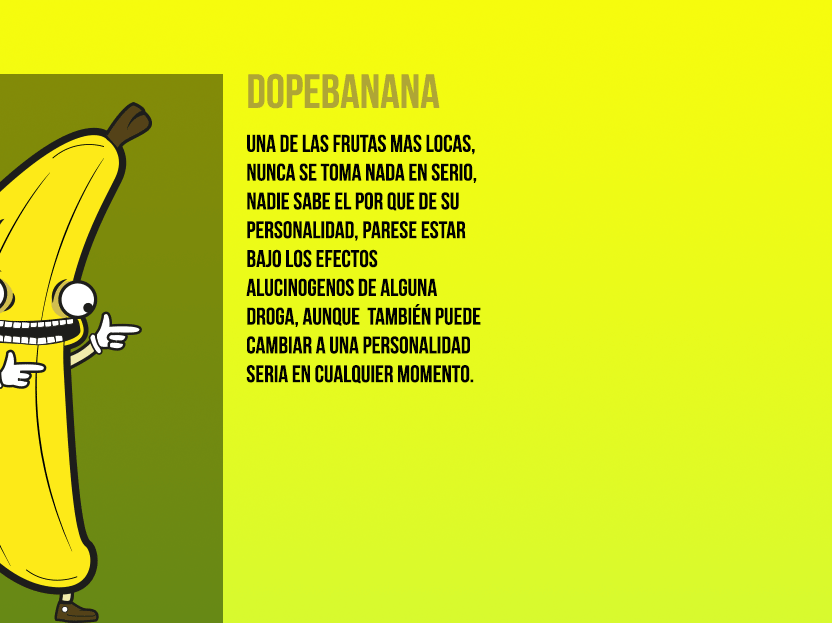 DOPEBANANA
UNA DE LAS FRUTAS MAS LOCAS,
NUNCA SE TOMA NADA EN SERIO,
NADIE SABE EL POR QUE DE SU
PERSONALIDAD, PARESE ESTAR
BAJO LOS EFECTOS
ALUCINOGENOS DE ALGUNA
DROGA, AUNQUE  TAMBIÉN PUEDE
CAMBIAR A UNA PERSONALIDAD
SERIA EN CUALQUIER MOMENTO.